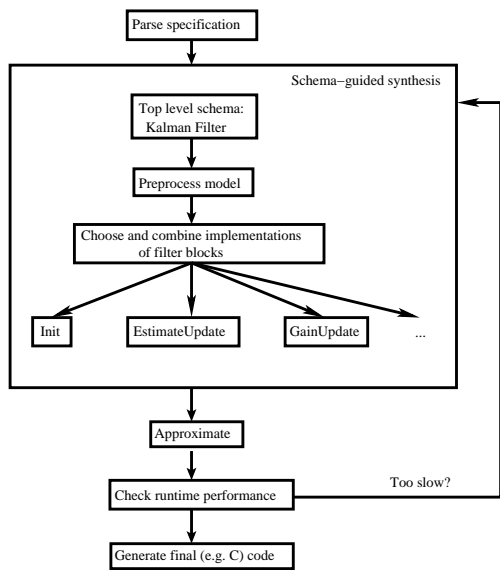 Parse specification
Schema−guided synthesis
Top level schema:
Kalman Filter
Preprocess model
Choose and combine implementations
of filter blocks
Init
EstimateUpdate
GainUpdate
...
Approximate
Too slow?
Check runtime performance
Generate final (e.g. C) code